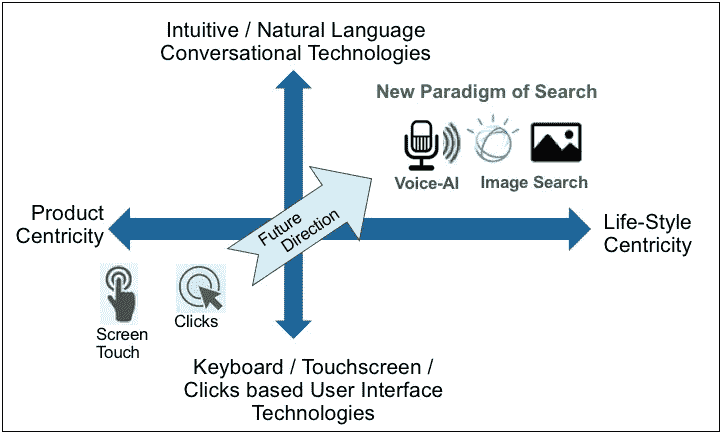 Intuitive / Natural Language
Conversational Technologies
New Paradigm of Search
Voice-AI
Image Search
Product
Centricity
Future
Direction
Life-Style
Centricity
Screen
Touch
Clicks
Keyboard / Touchscreen /
Clicks based User Interface
Technologies